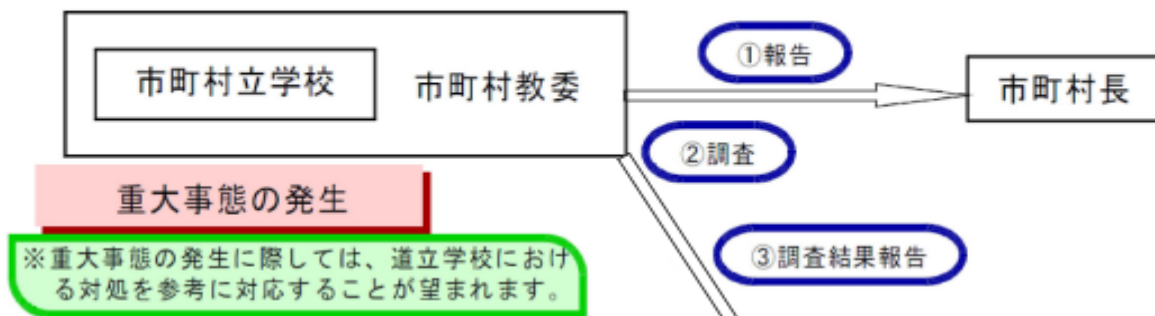 ①報告
市町村立学校
市町村教委
市町村長
②調査
重大事態の発生
③調査結果報告
※重大事態の発生に際しては、道立学校におけ
る対処を参考に対応することが望まれます。